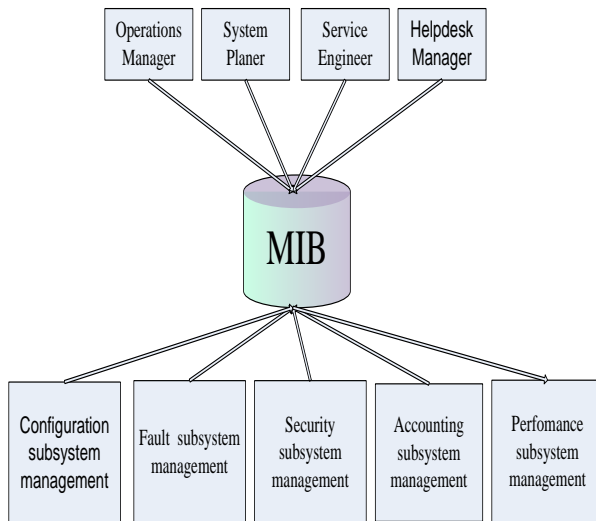 Operations
Manager
System
Planer
Service
Engineer
Helpdesk
Manager
MIB
Configuration
subsystem
management
Fault subsystem
management
Security
subsystem
management
Accounting
subsystem
management
Perfomance
subsystem
management